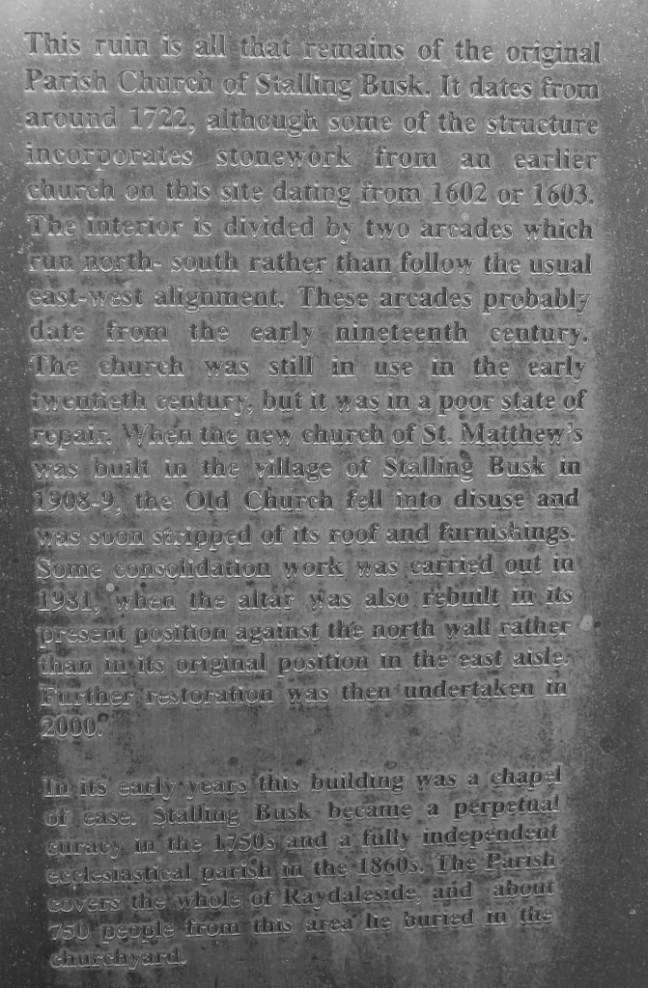 This ruin is all that remains of the original
Parish Church of Stalling Busk. It dates from
around 1722, although some of the structure
incorporates stonework from an earlier
church on this site dating from 1602 or 1603.
The interior is divided by two arcades which
run north- south rather than follow the usual
east-west alignment. These arcades probably
date from the early nineteenth century.
The church was still in use in the early
twentieth century, but it was in a poor state of
repair. When the new church of St. Matthew's
was built in the village of Stalling Busk in
1908-9, the Old Church fell into disuse and
was soon stripped of its roof and furnishings.
Some consolidation work was carried out in
1981, when the altar was also rebuilt in its
present position against the north wall rather
than in its original position in the east aisle.
Further restoration was then undertaken in
2000.
In its early years this building was a chapel
of ease. Stalling Busk became a perpetual
curacy in the 1750s and a fully independent
ecclesiastical parish in the 1860s. The Parish
covers the whole of Raydaleside, and about
750 people from this area lie buried in the
churchyard.